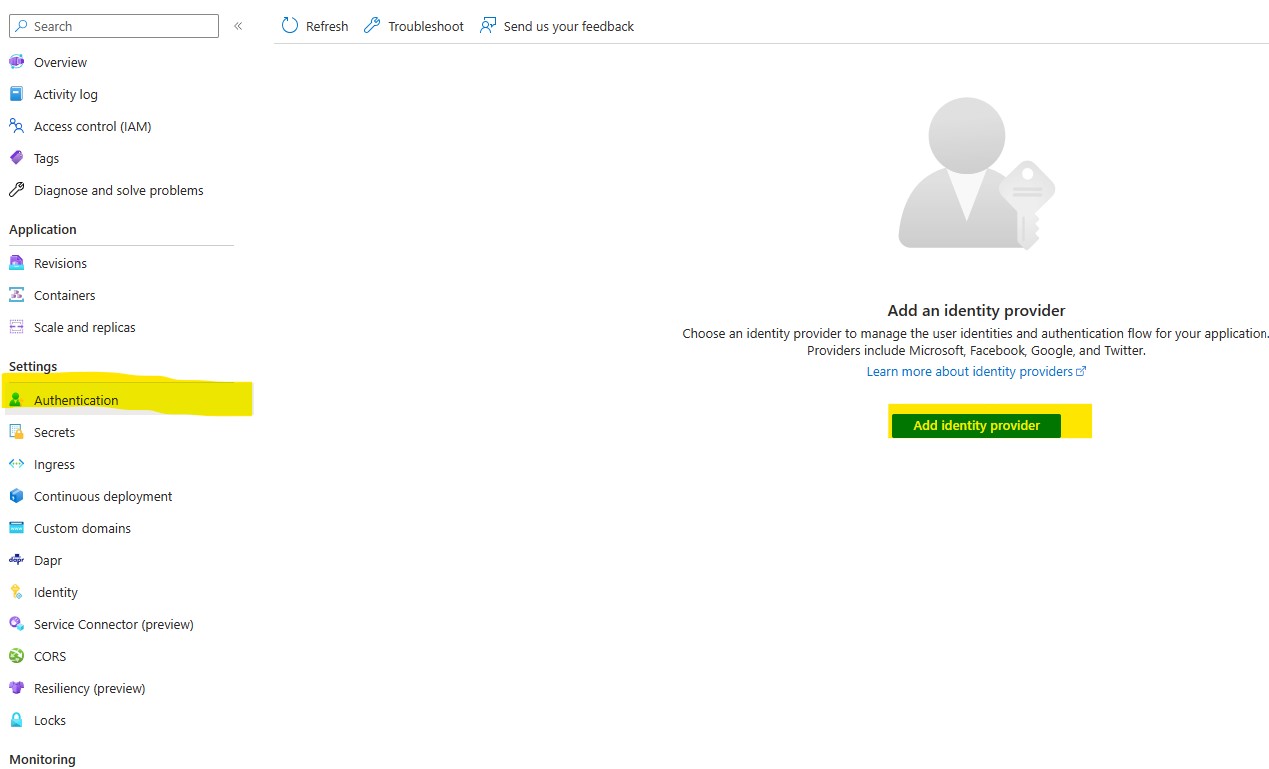 Search
«
Refresh
Troubleshoot
Send us your feedback
Overview
Activity log
Access control (IAM)
Tags
Diagnose and solve problems
Application
Revisions
Containers
Scale and replicas
Settings
Authentication
Secrets
Ingress
Continuous deployment
Custom domains
dapr Dapr
Identity
Service Connector (preview)
CORS
Resiliency (preview)
Locks
Monitoring
Add an identity provider
Choose an identity provider to manage the user identities and authentication flow for your application.
Providers include Microsoft, Facebook, Google, and Twitter.
Learn more about identity providers
Add identity provider